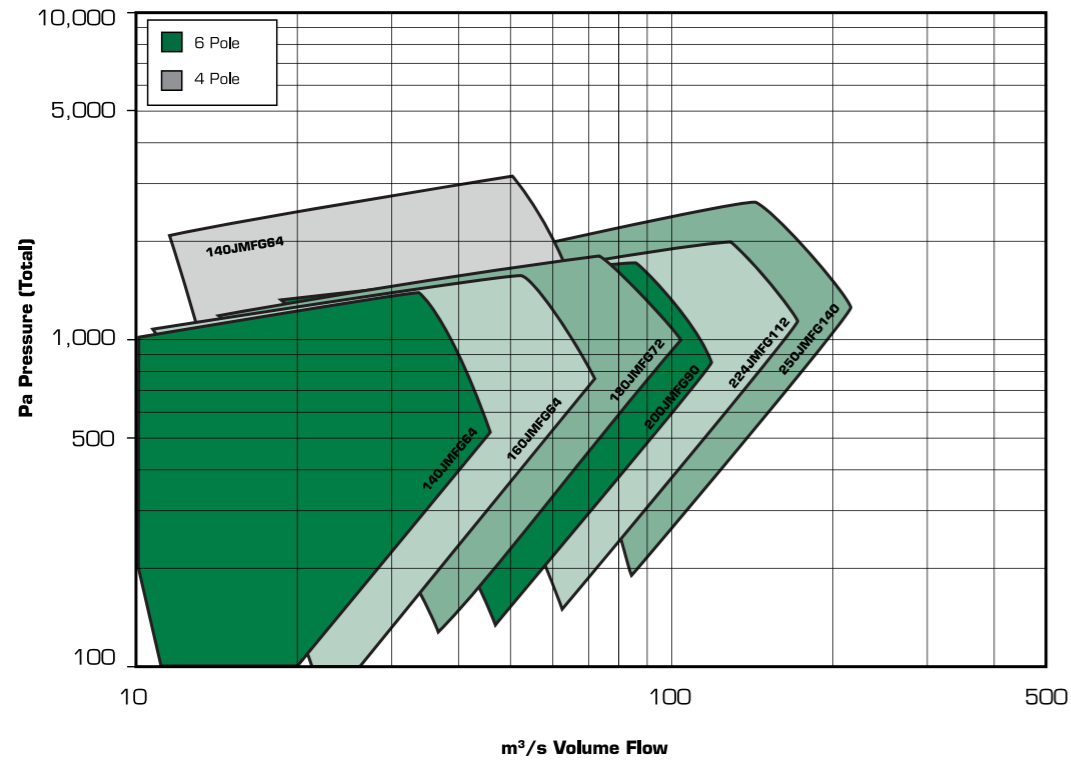 10,000
6 Pole
4 Pole
5,000
140JMFG64
1,000
500
100
Pa Pressure (Total)
140JMFG64
160JMFG64
180JMFG72
200JMFG90
224JMFG112
250JMFG140
10
100
500
m³/s Volume Flow